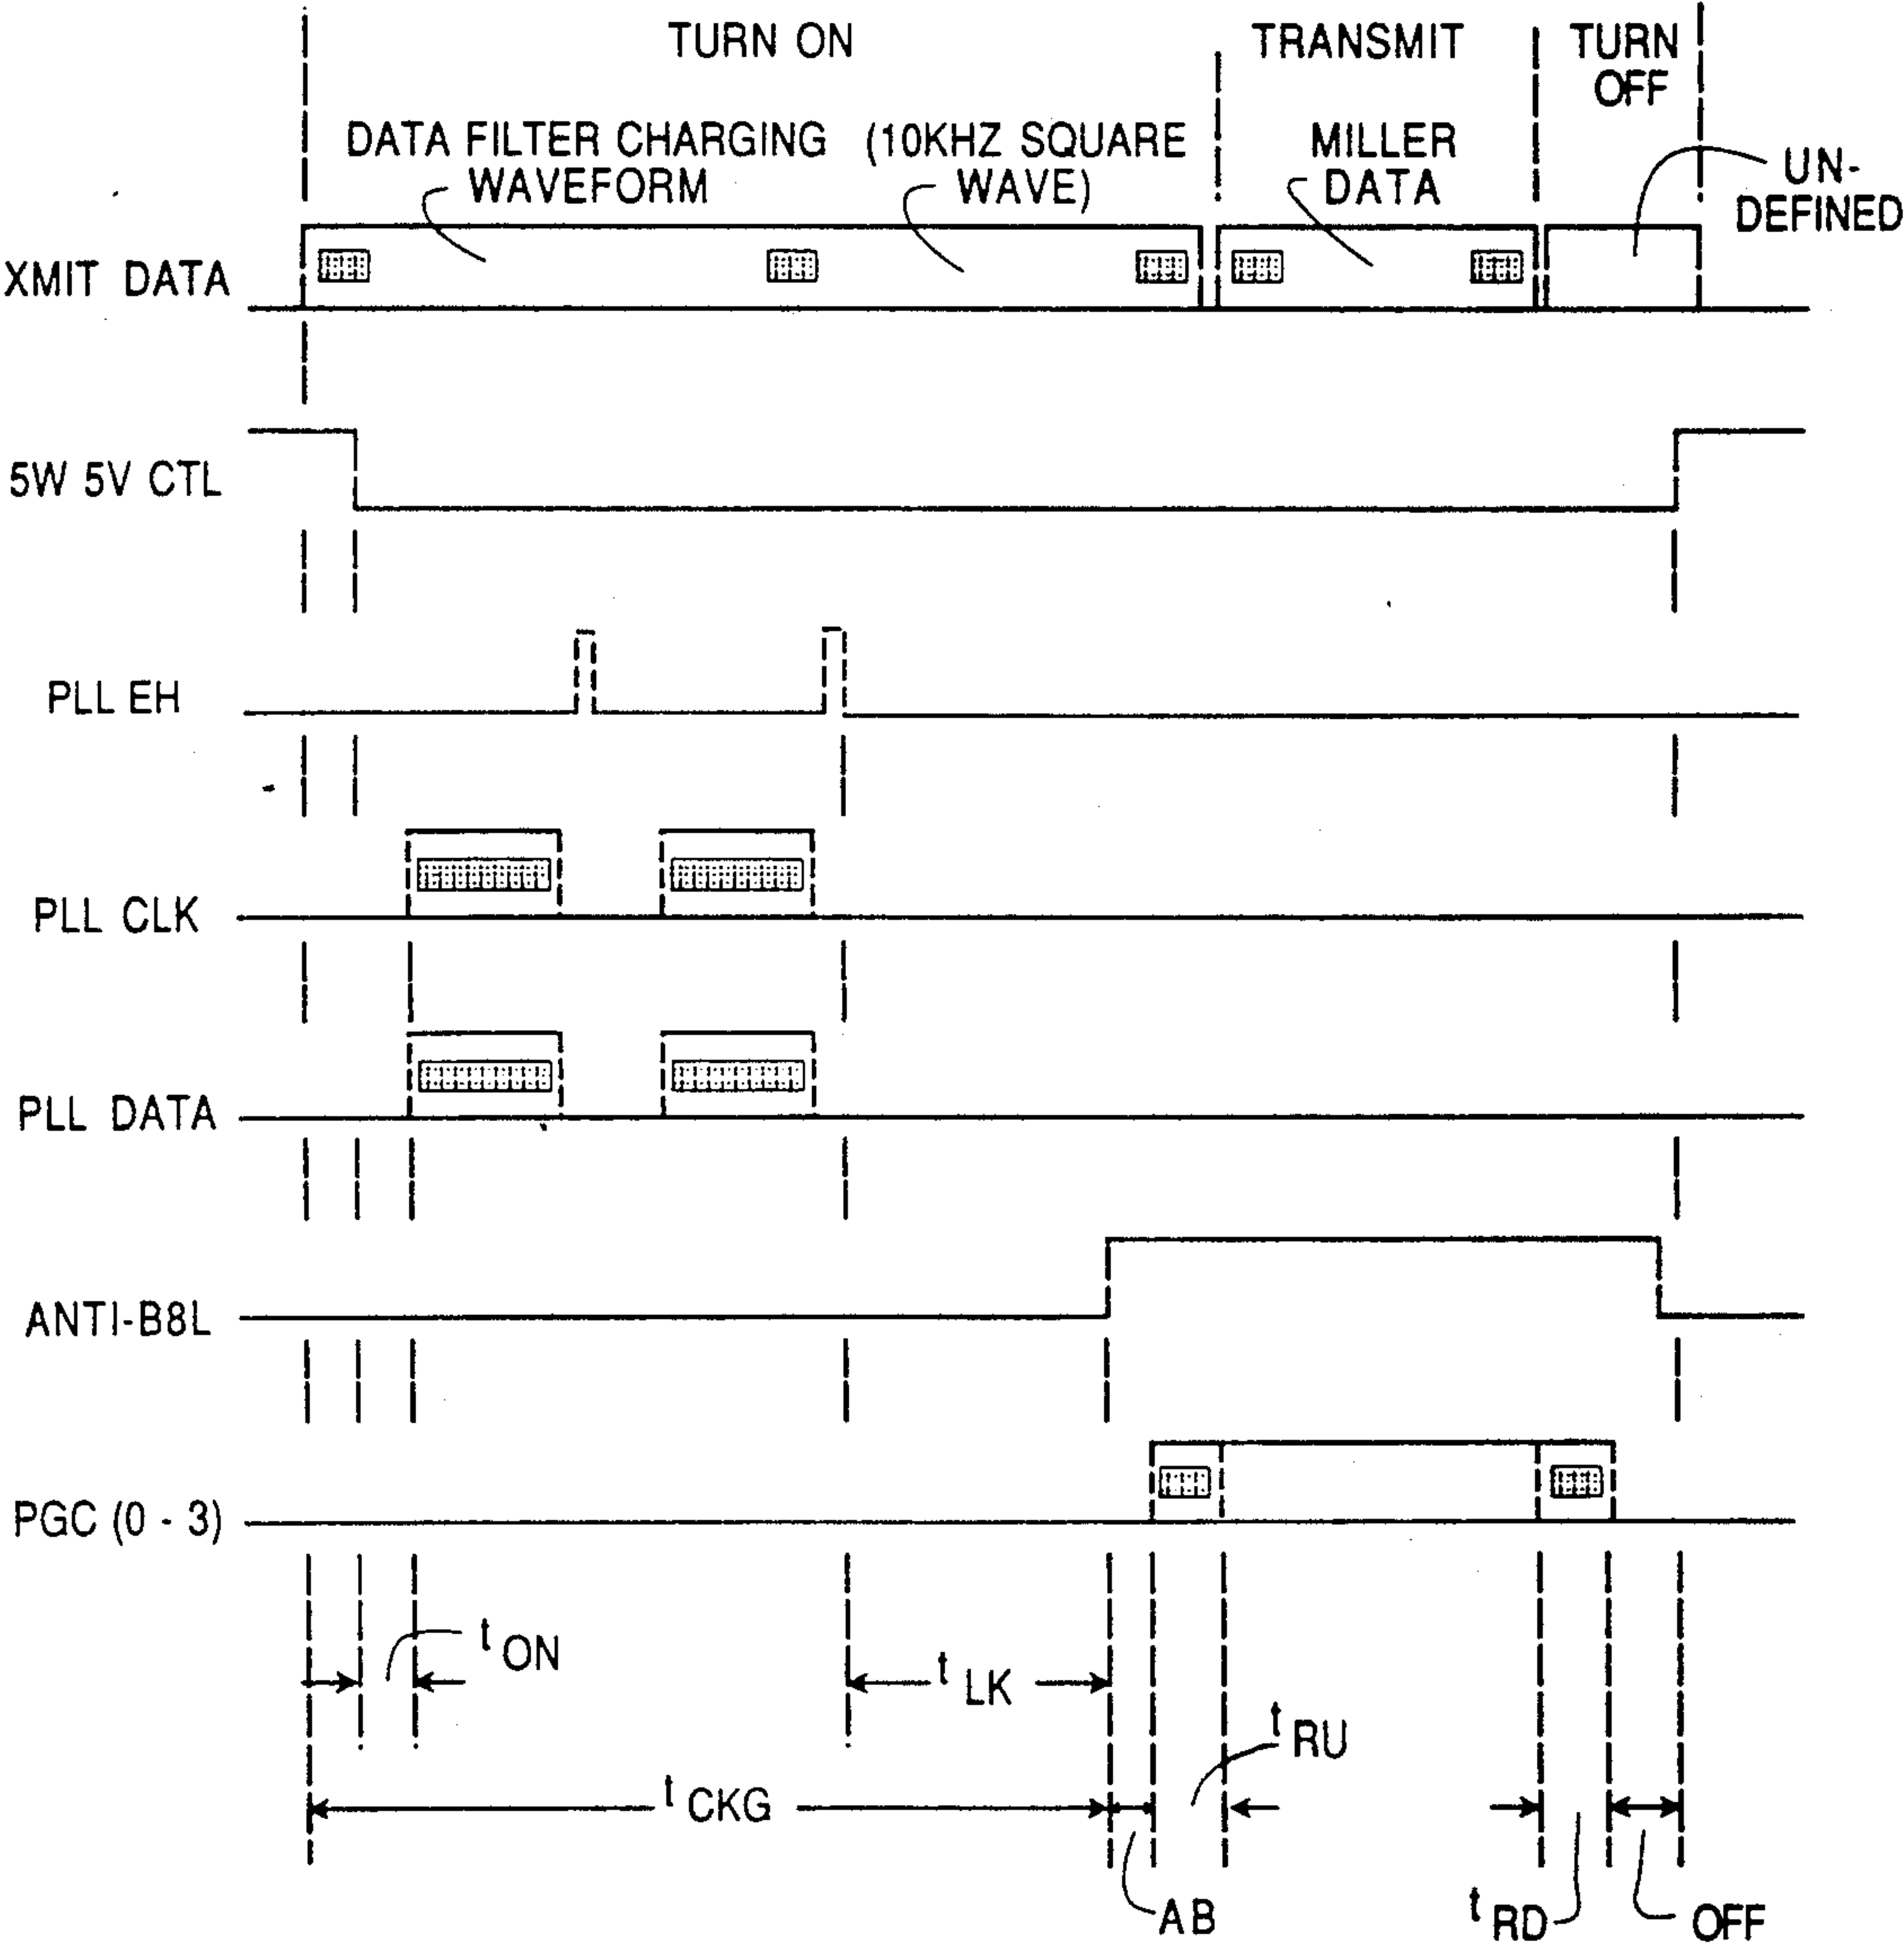 TURN ON
TRANSMIT
TURN
OFF
DATA FILTER CHARGING
WAVEFORM
(10KHZ SQUARE
WAVE)
MILLER
DATA
UN-
DEFINED
XMIT DATA
5W 5V CTL
PLL EH
PLL CLK
PLL DATA
ANTI-B8L
PGC (0 - 3)
t ON
t LK
t RU
t CKG
AB
t RD
OFF